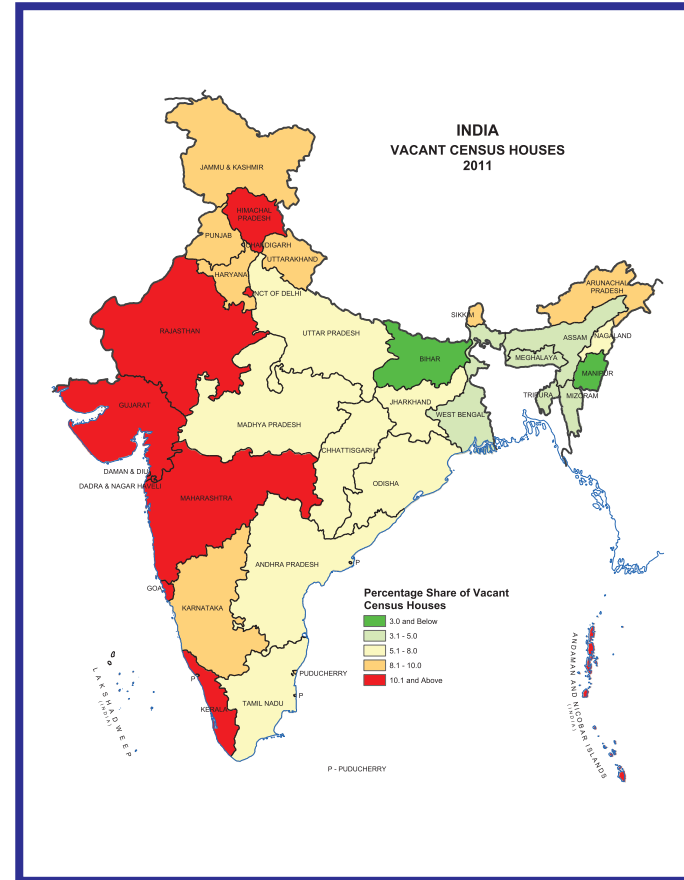 INDIA
VACANT CENSUS HOUSES
2011
JAMMU & KASHMIR
HIMACHAL
PRADESH
PUNJAB
CHANDIGARH
UTTARAKHAND
HARYANA
NCT OF DELHI
ARUNACHAL
PRADESH
SIKKIM
RAJASTHAN
UTTAR PRADESH
ASSAM
NAGALAND
BIHAR
MEGHALAYA
MANIPUR
TRIPURA
MIZORAM
GUJARAT
JHARKHAND
WEST BENGAL
MADHYA PRADESH
CHHATTISGARH
DAMAN & DIU
DADRA & NAGAR HAVELI
ODISHA
MAHARASHTRA
ANDHRA PRADESH
P
GOA
KARNATAKA
Percentage Share of Vacant
Census Houses
3.0 and Below
3.1 - 5.0
5.1 - 8.0
8.1 - 10.0
10.1 and Above
PUDUCHERRY
P
P
KERALA
TAMIL NADU
LAKSHADWEEP
(INDIA)
ANDAMAN AND NICOBAR ISLANDS
(INDIA)
P - PUDUCHERRY